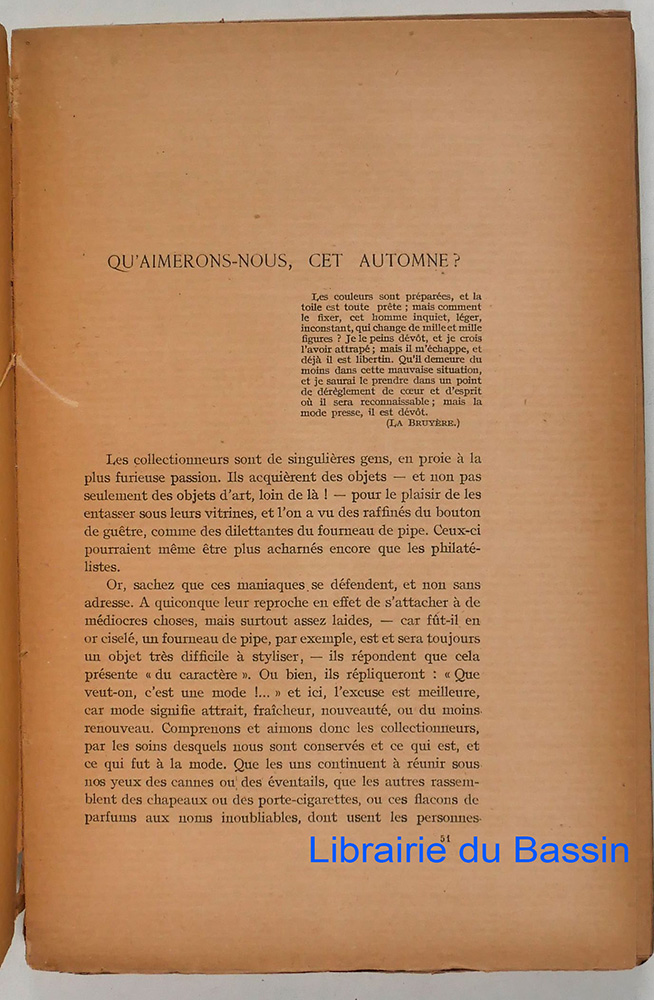 QU'AIMERONS-NOUS, CET AUTOMNE ?
Les couleurs sont préparées, et la
toile est toute prête ; mais comment
le fixer, cet homme inquiet, léger,
inconstant, qui change de mille et mille
figures ? Je le peins dévôt, et je crois
l'avoir attrapé ; mais il m'échappe, et
déjà il est libertin. Qu'il demeure du
moins dans cette mauvaise situation,
et je saurai le prendre dans un point
de dérèglement de cœur et d'esprit
où il sera reconnaissable ; mais la
mode presse, il est dévôt.
(LA BRUYÈRE.)
Les collectionneurs sont de singulières gens, en proie à la
plus furieuse passion. Ils acquièrent des objets — et non pas
seulement des objets d'art, loin de là ! — pour le plaisir de les
entasser sous leurs vitrines, et l'on a vu des raffinés du bouton
de guêtre, comme des dilettantes du fourneau de pipe. Ceux-ci
pourraient même être plus acharnés encore que les philaté-
listes.
Or, sachez que ces maniaques se défendent, et non sans
adresse. A quiconque leur reproche en effet de s'attacher à de
médiocres choses, mais surtout assez laides, — car fût-il en
or ciselé, un fourneau de pipe, par exemple, est et sera toujours
un objet très difficile à styliser, — ils répondent que cela
présente « du caractère ». Ou bien, ils répliqueront : « Que
veut-on, c'est une mode !... » et ici, l'excuse est meilleure,
car mode signifie attrait, fraîcheur, nouveauté, ou du moins
renouveau. Comprenons et aimons donc les collectionneurs,
par les soins desquels nous sont conservés et ce qui est, et
ce qui fut à la mode. Que les uns continuent à réunir sous
nos yeux des cannes ou des éventails, que les autres rassem-
blent des chapeaux ou des porte-cigarettes, ou ces flacons de
parfums aux noms inoubliables, dont usent les personnes
51
Librairie du Bassin